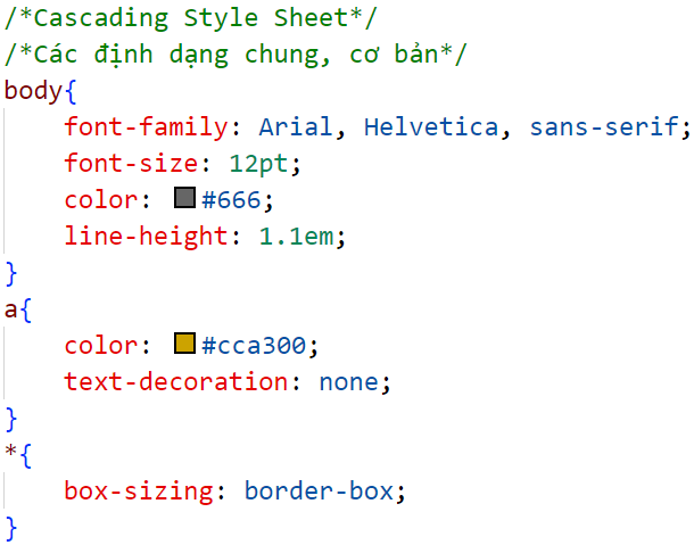 /*Cascading Style Sheet*/
/*Các định dạng chung, cơ bản*/
body{
    font-family: Arial, Helvetica, sans-serif;
    font-size: 12pt;
    color: #666;
    line-height: 1.1em;
}
a{
    color: #cca300;
    text-decoration: none;
}
*{
    box-sizing: border-box;
}